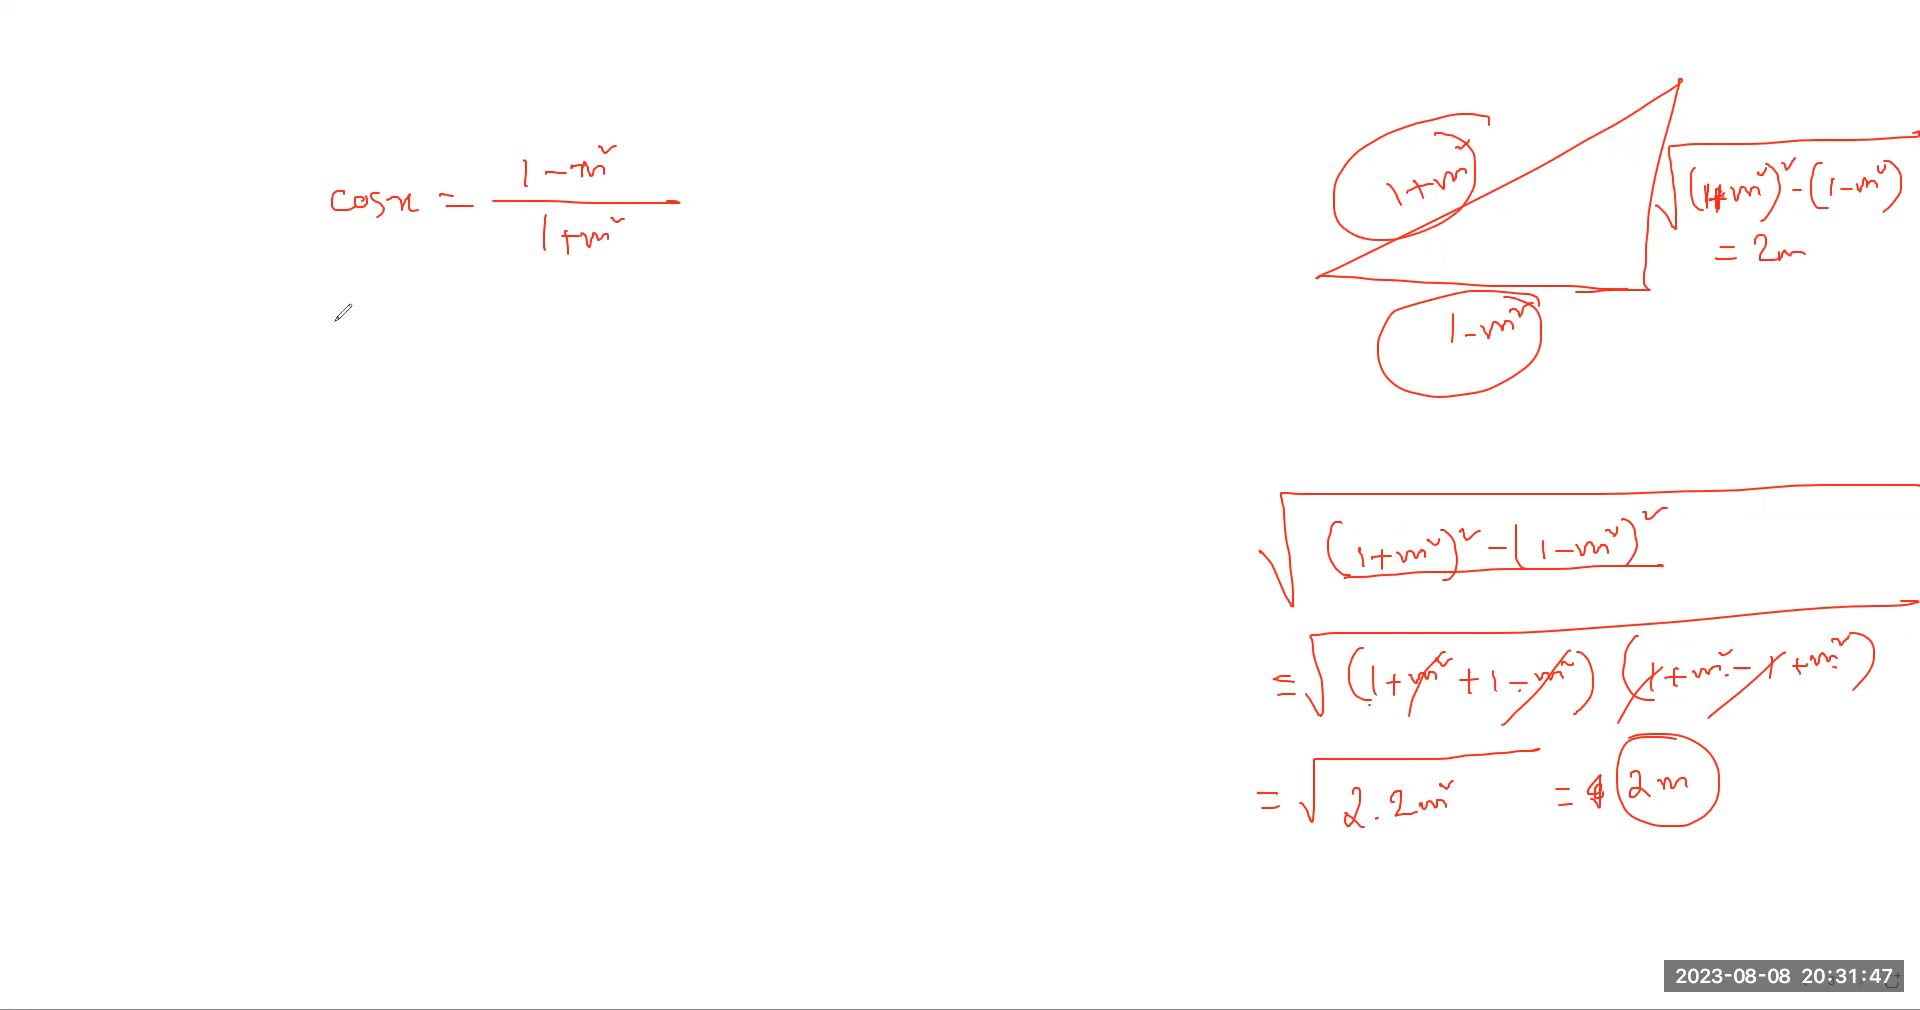 cosx = (1-m²)/(1+m²)
1+m²
√((1+m²)² - (1-m²)
= 2m
1-m²
√((1+m²)² - (1-m²)²)
= √((1+m²+1-m²) (1+m²-1+m²))
= √(2.2m²) = 2m
2023-08-08 20:31:47